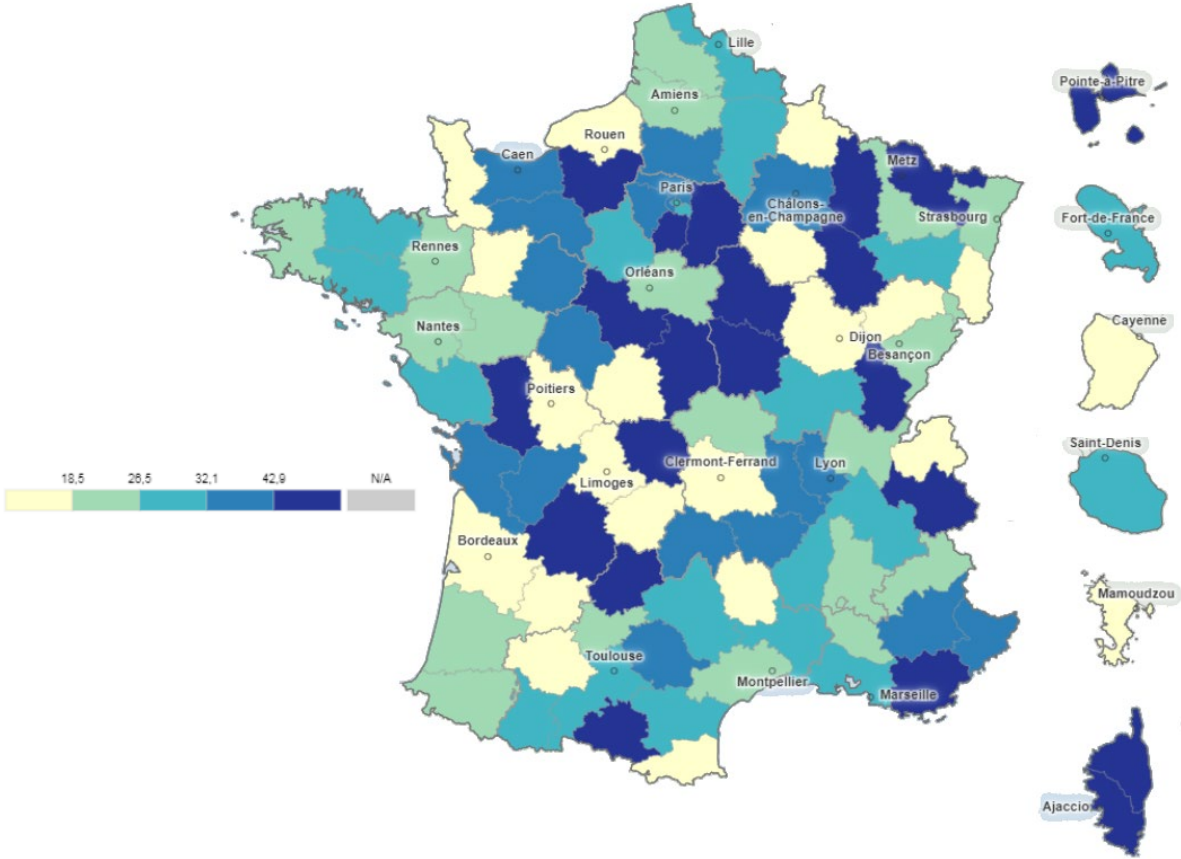 Lille
Pointe-à-Pitre
Amiens
Rouen
Caen
Metz
Paris
Châlons-
en-Champagne
Strasbourg
Fort-de-France
Rennes
Orléans
Cayenne
Nantes
Dijon
Besançon
Poitiers
Saint-Denis
Clermont-Ferrand
Lyon
18,5 26,5 32,1 42,9 N/A
Limoges
Bordeaux
Mamoudzou
Toulouse
Montpellier
Marseille
Ajaccio